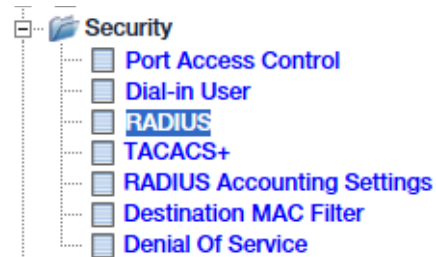 Security
Port Access Control
Dial-in User
RADIUS
TACACS+
RADIUS Accounting Settings
Destination MAC Filter
Denial Of Service